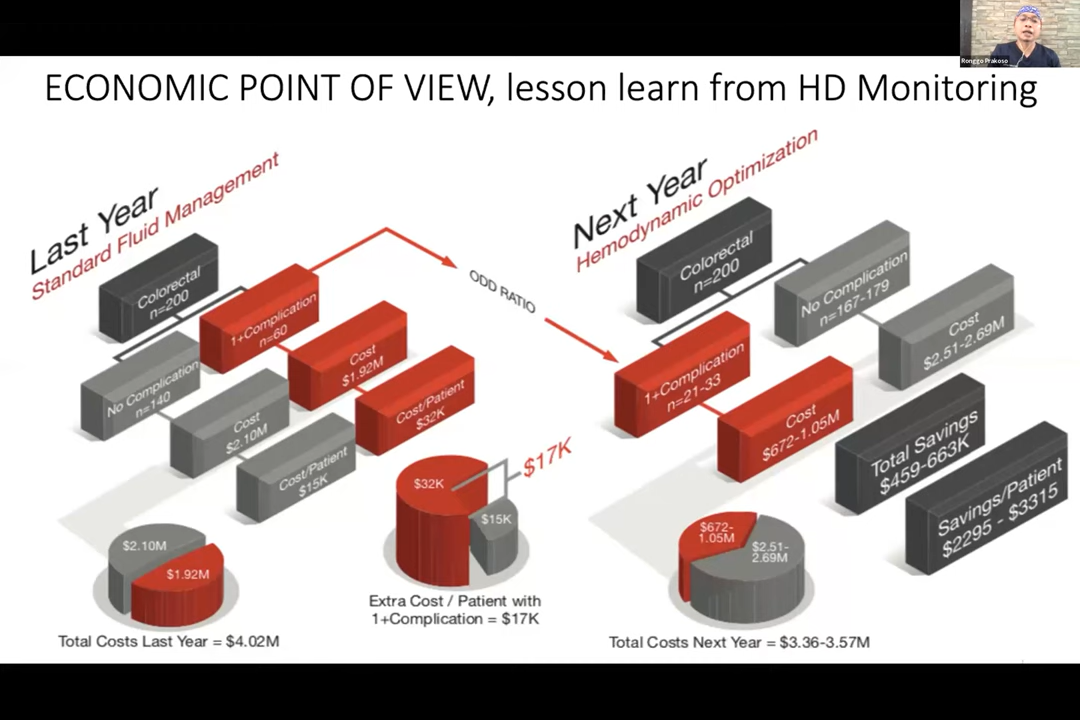 Ronggo Prakoso
ECONOMIC POINT OF VIEW, lesson learn from HD Monitoring
Last Year
Standard Fluid Management
Colorectal
n=200
1+Complication
n=60
Cost
$1.92M
Cost/Patient
$32K
No Complication
n=140
Cost
$2.10M
Cost/Patient
$15K
ODD RATIO
$2.10M
$1.92M
Total Costs Last Year = $4.02M
$32K
$15K
$17K
Extra Cost / Patient with
1+Complication = $17K
Next Year
Hemodynamic Optimization
Colorectal
n=200
No Complication
n=167-179
Cost
$2.51-2.69M
1+Complication
n=21-33
Cost
$672-1.05M
Total Savings
$459-663K
Savings/Patient
$2295 - $3315
$672-
1.05M
$2.51-
2.69M
Total Costs Next Year = $3.36-3.57M